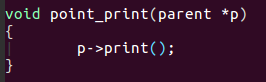 void point_print(parent *p)
{
        p->print();
}